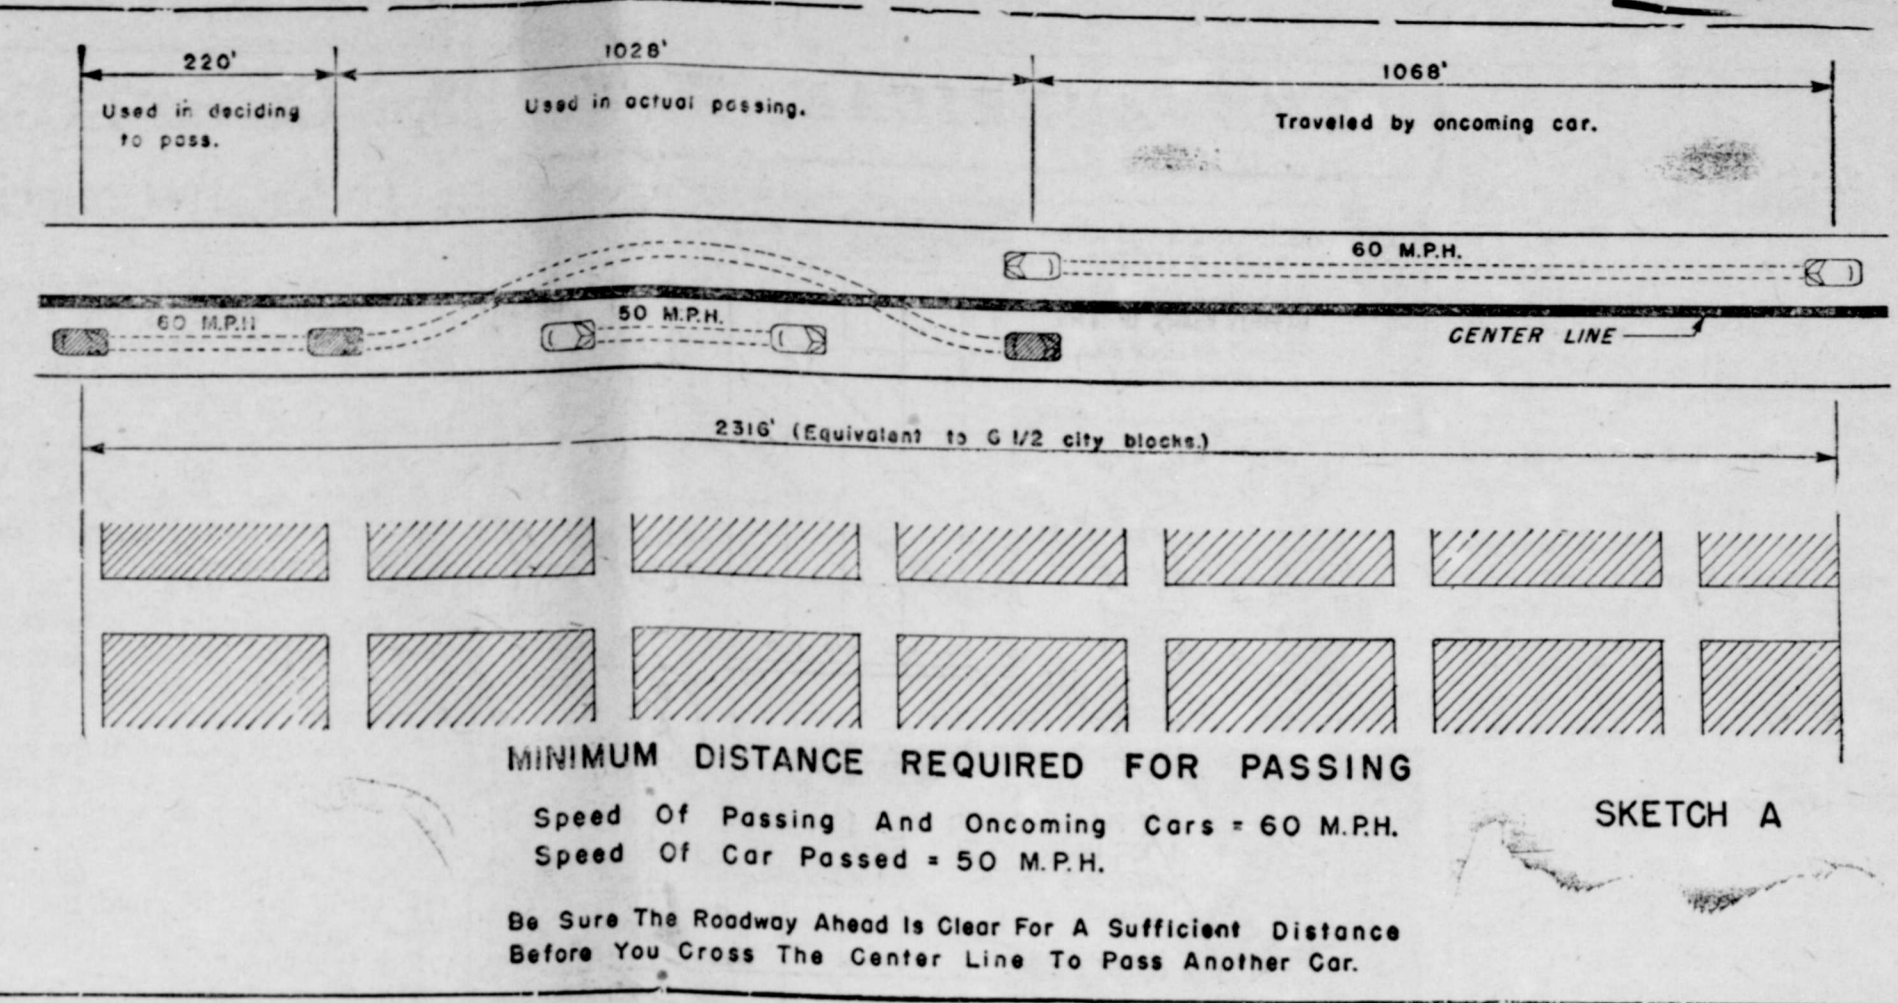 220'
1028'
1068'
Used in deciding
to pass.
Used in actual passing.
Traveled by oncoming car.
60 M.P.H.
60 M.P.H
50 M.P.H.
CENTER LINE
2316' (Equivalent to 6 1/2 city blocks.)
MINIMUM DISTANCE REQUIRED FOR PASSING
Speed Of Passing And Oncoming Cars = 60 M.P.H.
Speed Of Car Passed = 50 M.P.H.
SKETCH A
Be Sure The Roadway Ahead Is Clear For A Sufficient Distance
Before You Cross The Center Line To Pass Another Car.